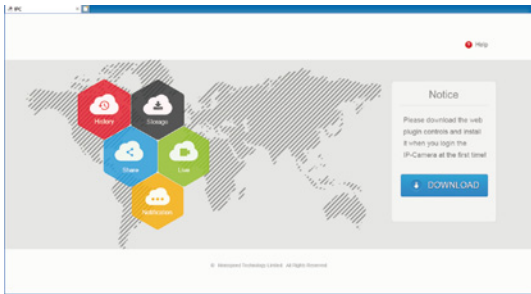 IPC
Help
History
Storage
Share
Live
Notification
Notice
Please download the web
plugin controls and install
it when you login the
IP-Camera at the first time!
DOWNLOAD
© Technology Limited All Rights Reserved